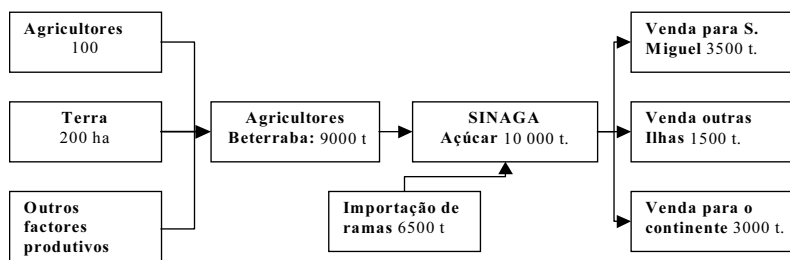 Agricultores
100
Terra
200 ha
Outros
factores
produtivos
Agricultores
Beterraba: 9000 t
SINAGA
Açúcar 10 000 t.
Importação de
ramas 6500 t
Venda para S.
Miguel 3500 t.
Venda outras
Ilhas 1500 t.
Venda para o
continente 3000 t.